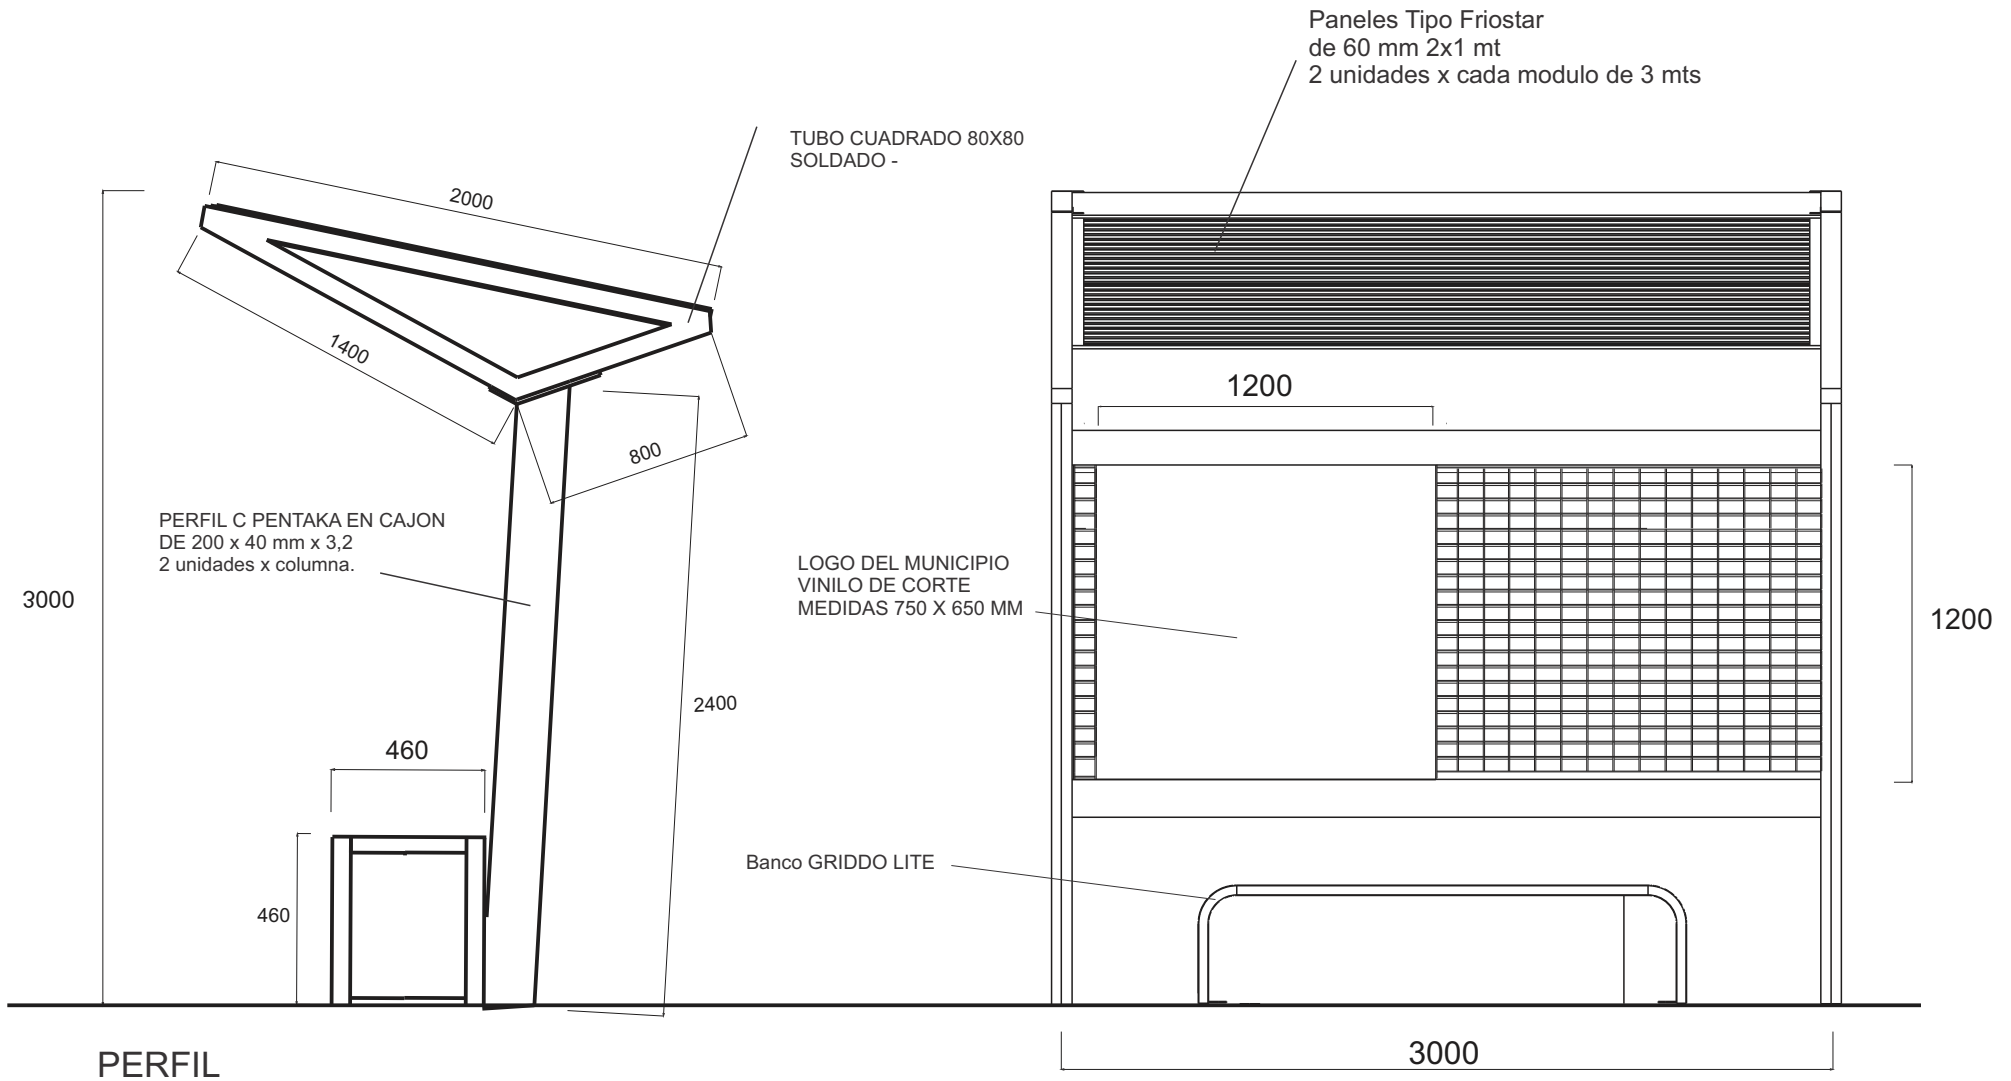 Paneles Tipo Friostar
de 60 mm 2x1 mt
2 unidades x cada modulo de 3 mts
TUBO CUADRADO 80X80
SOLDADO -
2000
1400
800
1200
PERFIL C PENTAKA EN CAJON
DE 200 x 40 mm x 3,2
2 unidades x columna.
3000
LOGO DEL MUNICIPIO
VINILO DE CORTE
MEDIDAS 750 X 650 MM
1200
2400
460
460
Banco GRIDDO LITE
3000
PERFIL